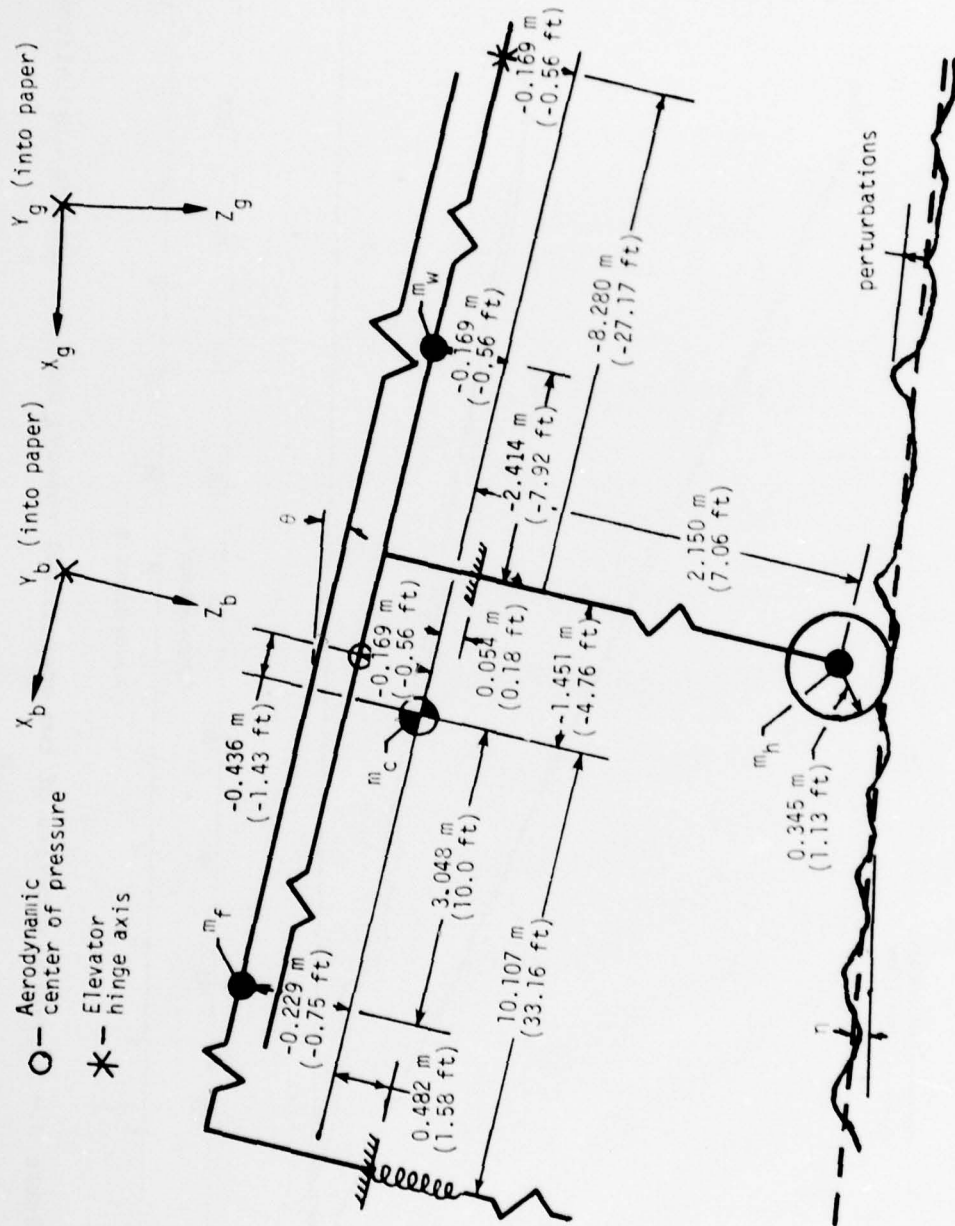 O — Aerodynamic
center of pressure
* — Elevator
hinge axis
X_b
Y_b (into paper)
Z_b
X_g
Y_g (into paper)
Z_g
θ
m_f
m_w
m_c
m_h
-0.436 m
(-1.43 ft)
-0.169 m
(-0.56 ft)
-0.169 m
(-0.56 ft)
-0.169 m
(-0.56 ft)
-0.229 m
(-0.75 ft)
0.482 m
(1.58 ft)
3.048 m
(10.0 ft)
10.107 m
(33.16 ft)
0.054 m
(0.18 ft)
-1.451 m
(-4.76 ft)
-2.414 m
(-7.92 ft)
-8.280 m
(-27.17 ft)
2.150 m
(7.06 ft)
0.345 m
(1.13 ft)
perturbations
η